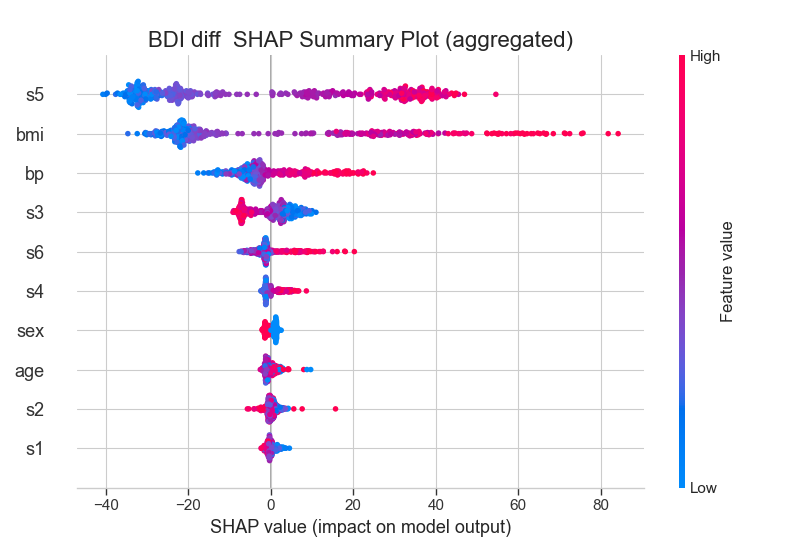 BDI diff  SHAP Summary Plot (aggregated)
High
s5
bmi
bp
s3
s6
s4
sex
age
s2
s1
Feature value
Low
−40
−20
0
20
40
60
80
SHAP value (impact on model output)